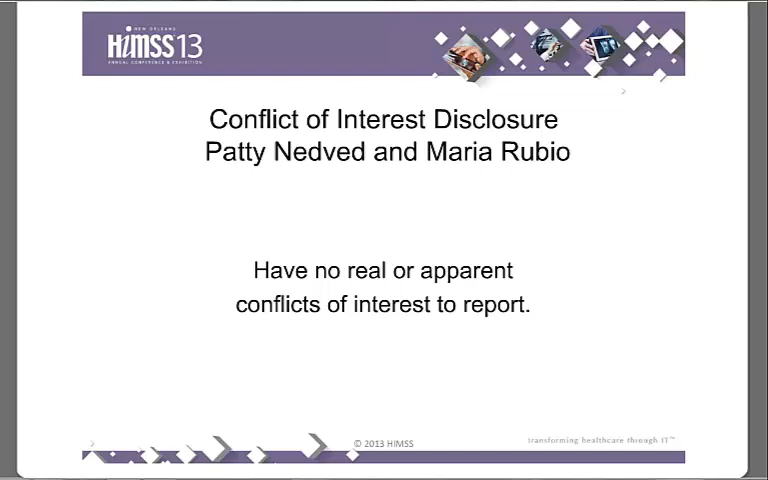 NEW ORLEANS
HiMSS13
ANNUAL CONFERENCE & EXHIBITION
Conflict of Interest Disclosure
Patty Nedved and Maria Rubio
Have no real or apparent
conflicts of interest to report.
© 2013 HIMSS
transforming healthcare through IT™